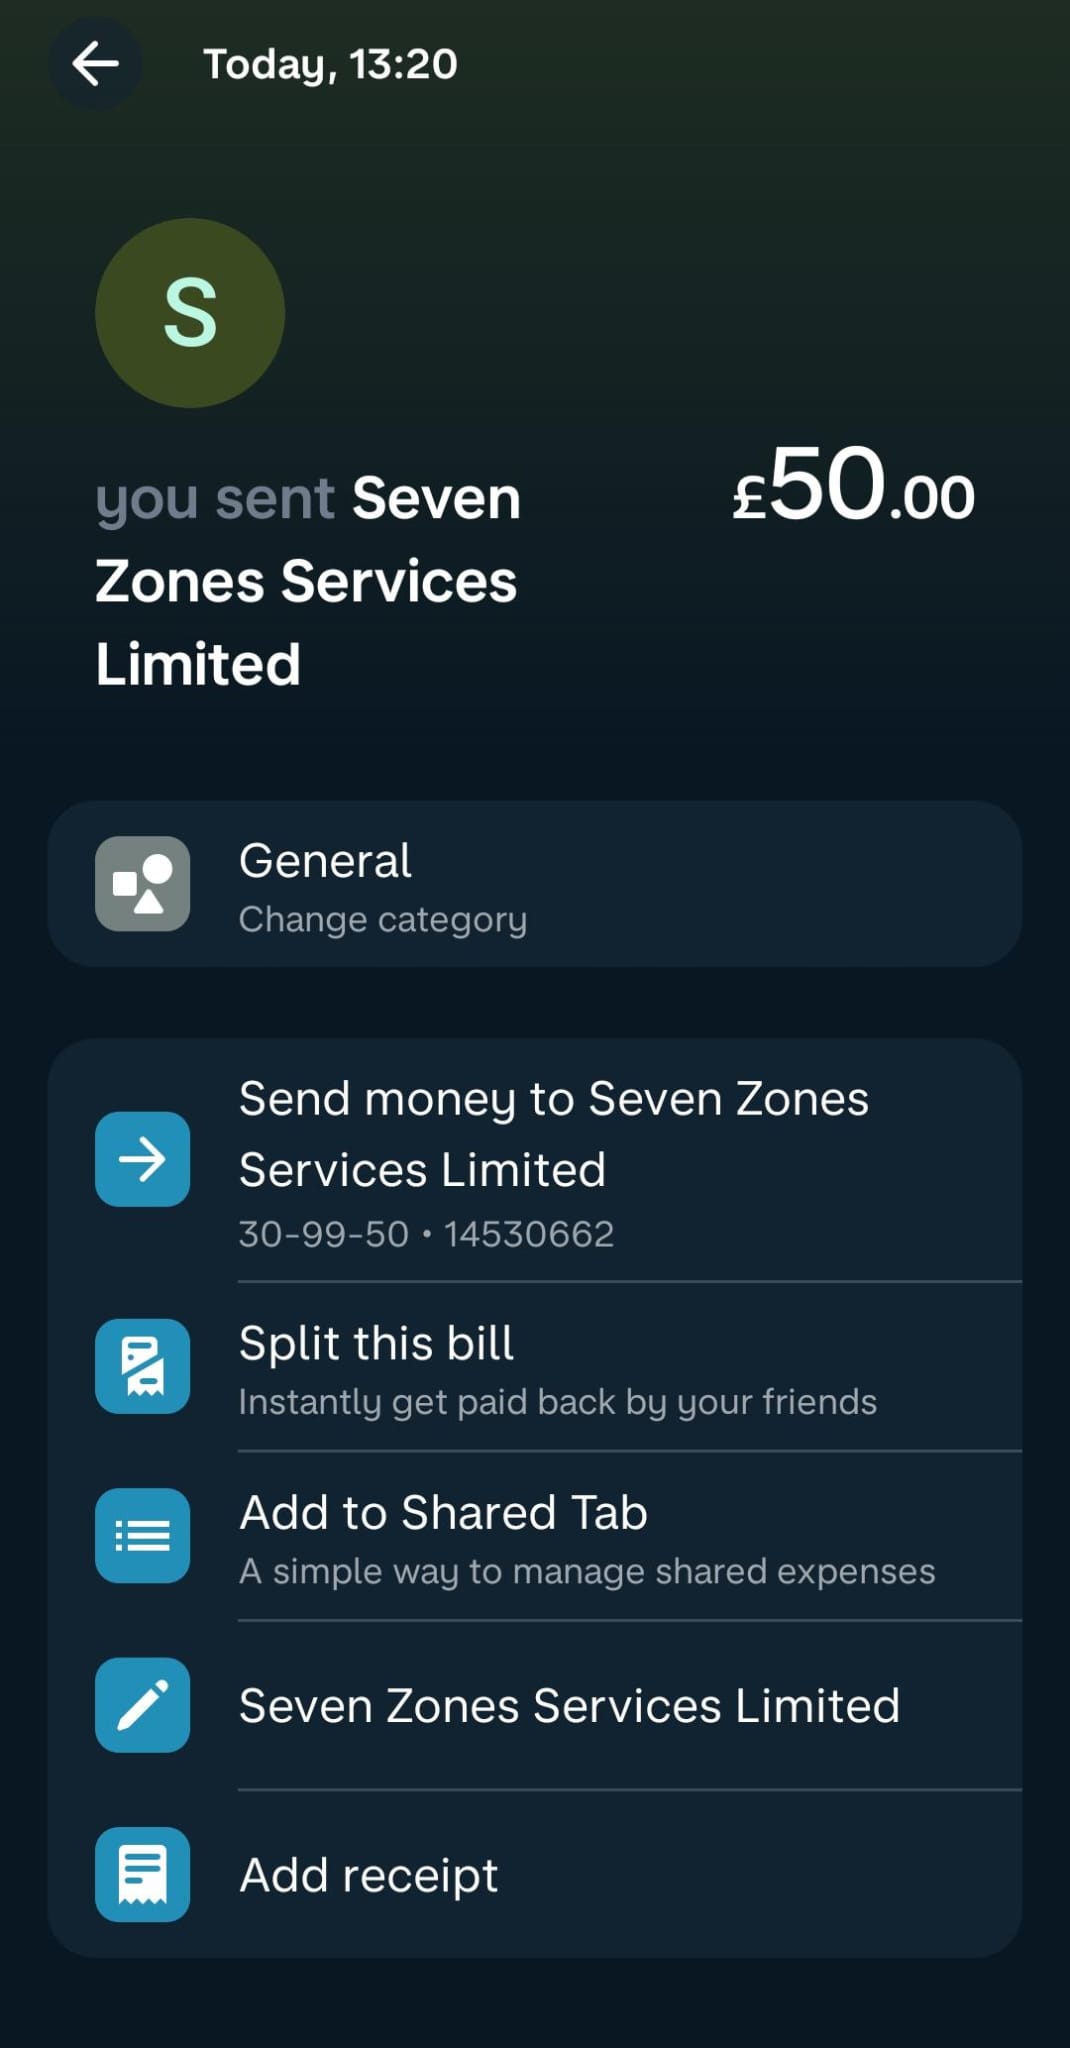 Today, 13:20
S
you sent Seven
Zones Services
Limited
£50.00
General
Change category
Send money to Seven Zones
Services Limited
30-99-50 • 14530662
Split this bill
Instantly get paid back by your friends
Add to Shared Tab
A simple way to manage shared expenses
Seven Zones Services Limited
Add receipt